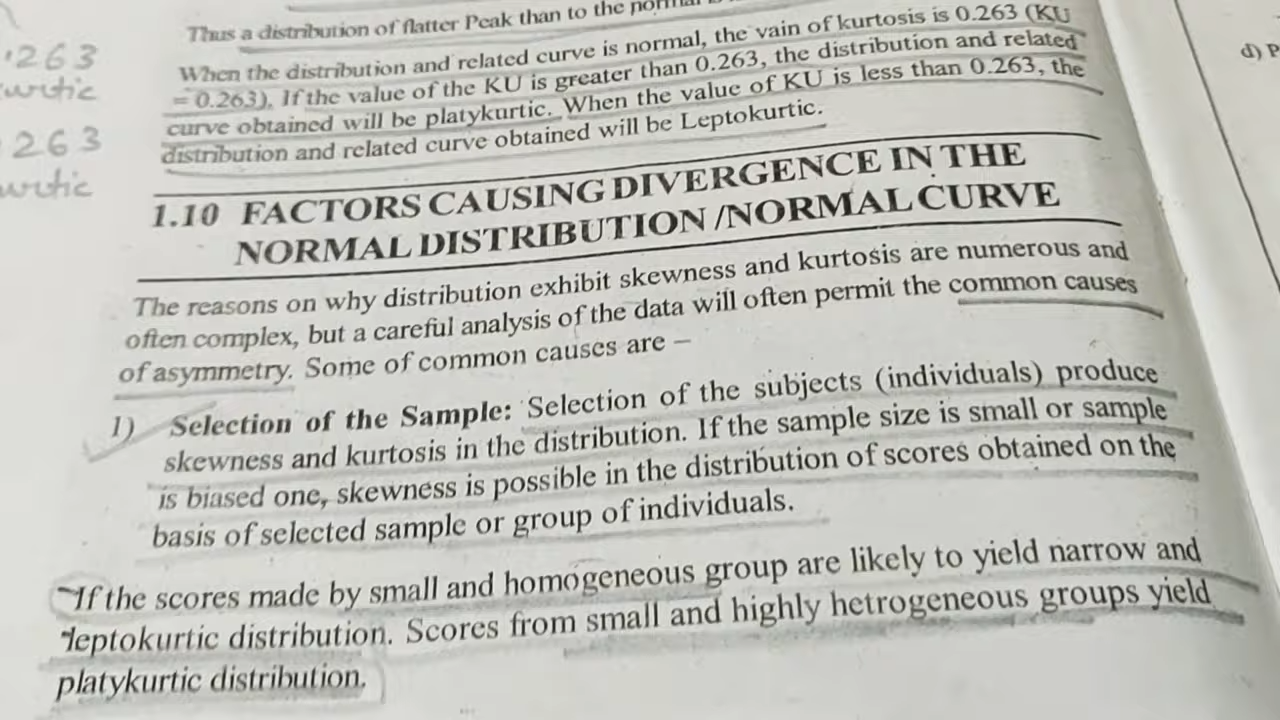 Thus a distribution of flatter Peak than to the
When the distribution and related curve is normal, the vain of kurtosis is 0.263 (KU
= 0.263), If the value of the KU is greater than 0.263, the distribution and related
curve obtained will be platykurtic. When the value of KU is less than 0.263, the
distribution and related curve obtained will be Leptokurtic.
263
263
1.10 FACTORS CAUSING DIVERGENCE IN THE
NORMAL DISTRIBUTION /NORMAL CURVE
The reasons on why distribution exhibit skewness and kurtosis are numerous and
often complex, but a careful analysis of the data will often permit the common causes
of asymmetry. Some of common causes are –
1) Selection of the Sample: Selection of the subjects (individuals) produce
skewness and kurtosis in the distribution. If the sample size is small or sample
is biased one, skewness is possible in the distribution of scores obtained on the
basis of selected sample or group of individuals.
If the scores made by small and homogeneous group are likely to yield narrow and
leptokurtic distribution. Scores from small and highly hetrogeneous groups yield
platykurtic distribution.
d) P